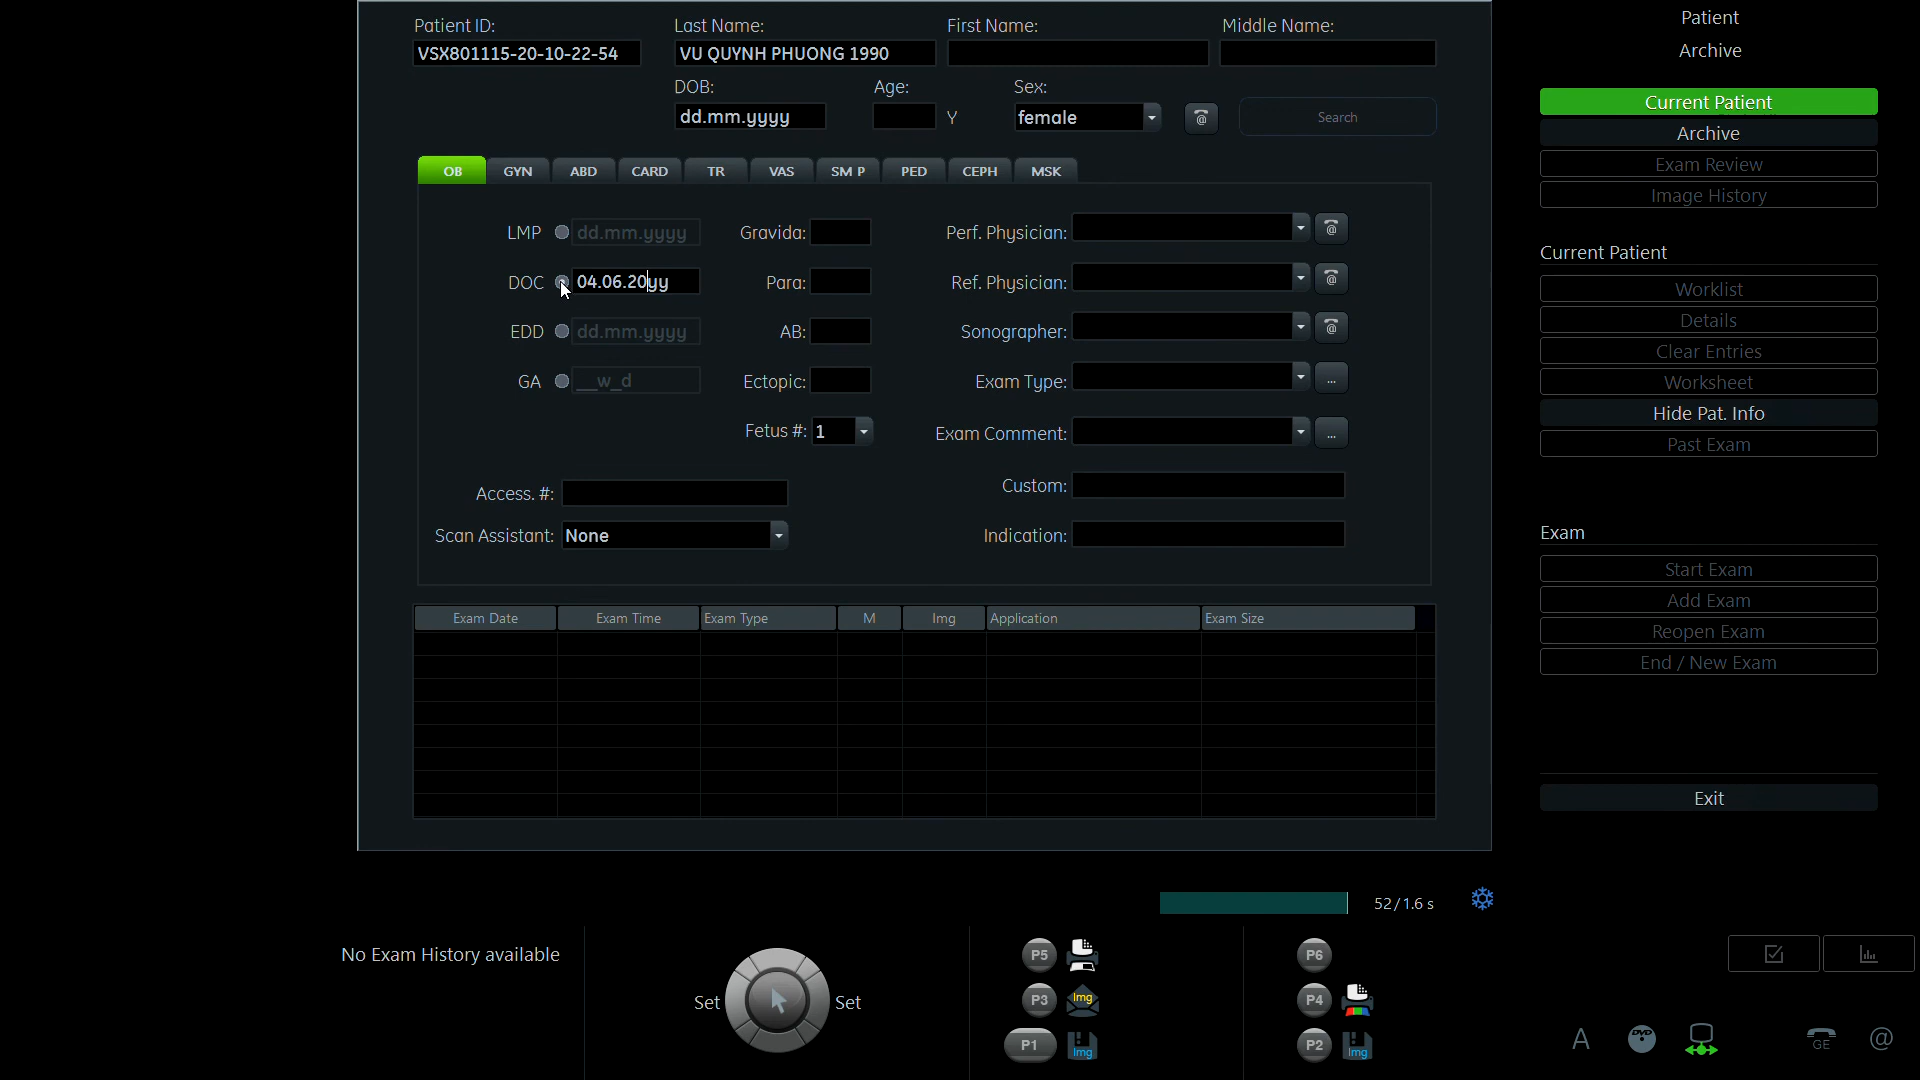 Patient ID: Last Name: First Name: Middle Name:
VSX801115-20-10-22-54 VU QUYNH PHUONG 1990
DOB: Age: Sex:
dd.mm.yyyy Y female @ Search
OB GYN ABD CARD TR VAS SM P PED CEPH MSK
LMP dd.mm.yyyy Gravida: Perf. Physician: @
DOC 04.06.20yy Para: Ref. Physician: @
EDD dd.mm.yyyy AB: Sonographer: @
GA __w_d Ectopic: Exam Type: ...
Fetus #: 1 Exam Comment: ...
Access. #: Custom:
Scan Assistant: None Indication:
Exam Date Exam Time Exam Type M Img Application Exam Size
Patient
Archive
Current Patient
Archive
Exam Review
Image History
Current Patient
Worklist
Details
Clear Entries
Worksheet
Hide Pat. Info
Past Exam
Exam
Start Exam
Add Exam
Reopen Exam
End / New Exam
Exit
52/1.6 s
No Exam History available
Set Set
P5 P6
P3 Img P4
P1 Img P2 Img
A DVD GE @